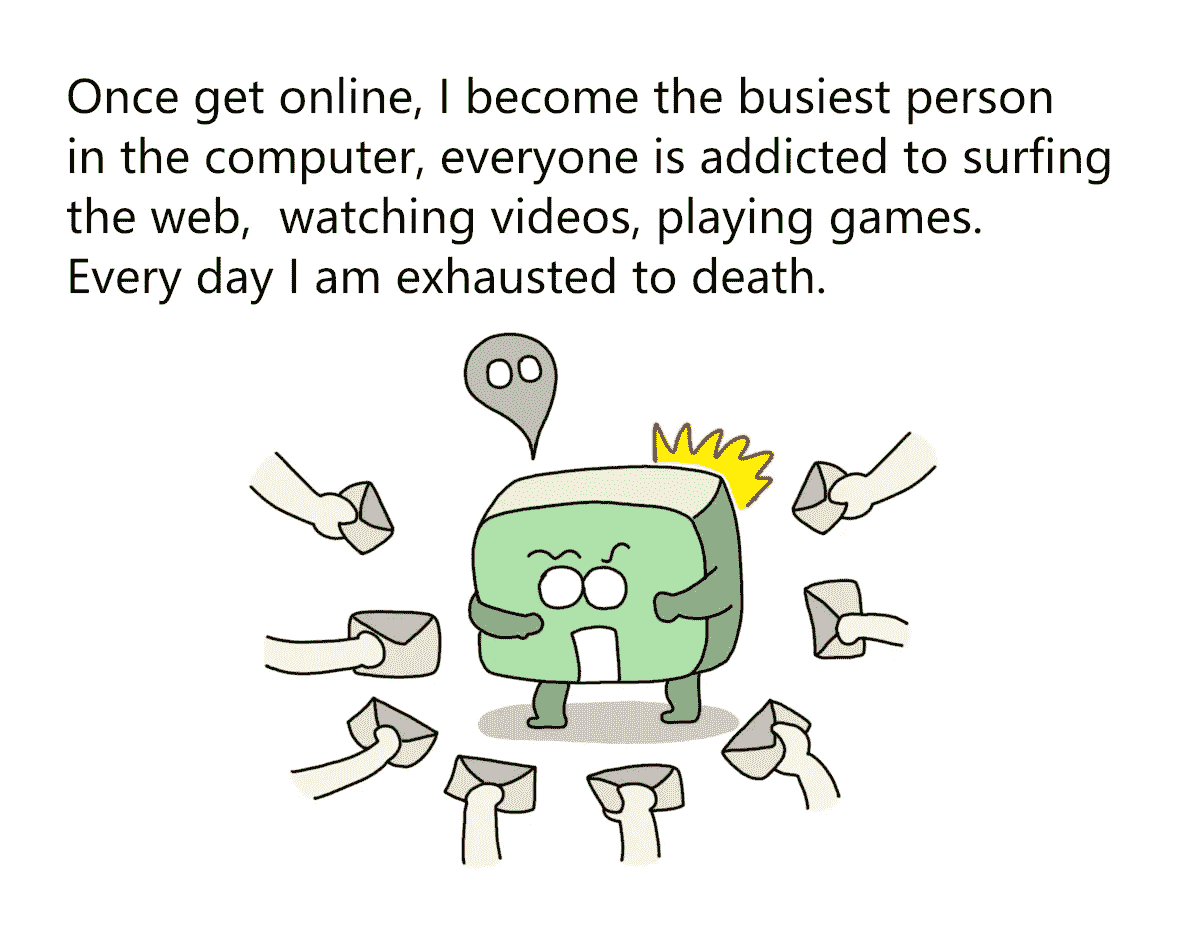 Once get online, I become the busiest person
in the computer, everyone is addicted to surfing
the web,  watching videos, playing games.
Every day I am exhausted to death.